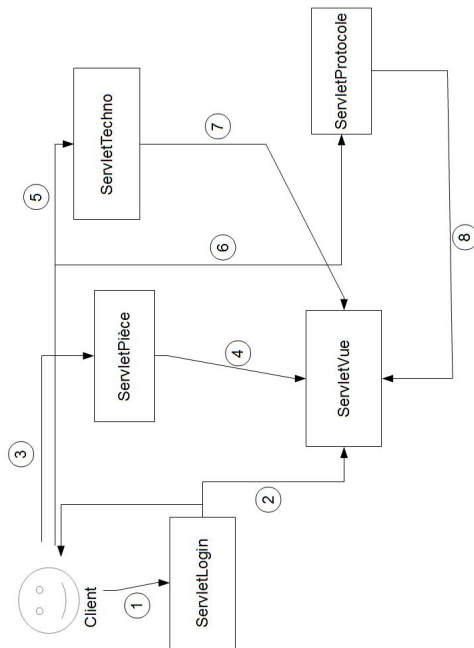 Client
1
ServletLogin
2
3
ServletPièce
4
5
ServletTechno
6
7
ServletVue
ServletProtocole
8